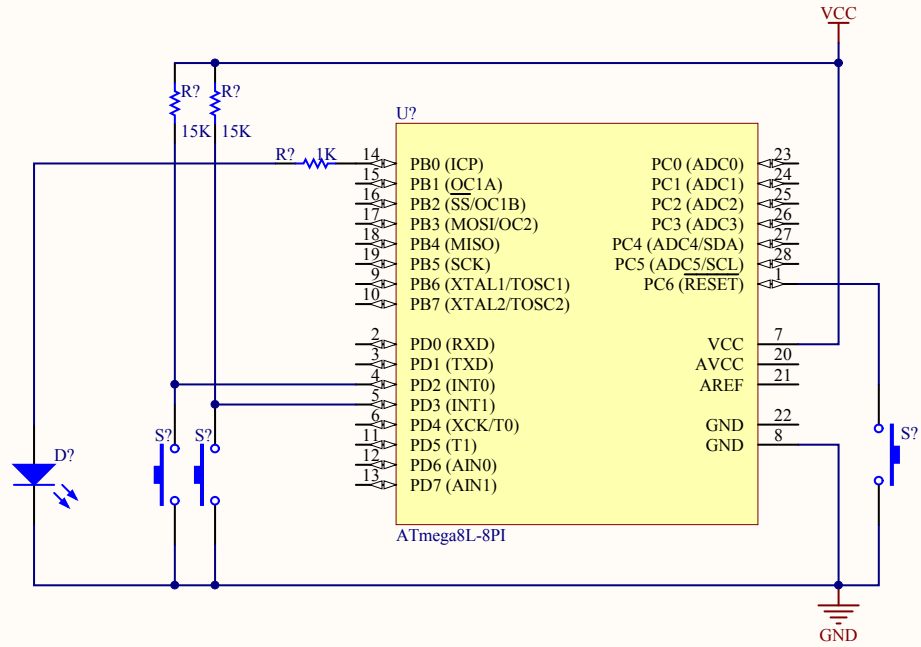 VCC
R? R?
15K 15K
U?
R? 1K
14 PB0 (ICP)
15 PB1 (OC1A)
16 PB2 (SS/OC1B)
17 PB3 (MOSI/OC2)
18 PB4 (MISO)
19 PB5 (SCK)
9 PB6 (XTAL1/TOSC1)
10 PB7 (XTAL2/TOSC2)
2 PD0 (RXD)
3 PD1 (TXD)
4 PD2 (INT0)
5 PD3 (INT1)
6 PD4 (XCK/T0)
11 PD5 (T1)
12 PD6 (AIN0)
13 PD7 (AIN1)
PC0 (ADC0) 23
PC1 (ADC1) 24
PC2 (ADC2) 25
PC3 (ADC3) 26
PC4 (ADC4/SDA) 27
PC5 (ADC5/SCL) 28
PC6 (RESET) 1
VCC 7
AVCC 20
AREF 21
GND 22
GND 8
S? S?
S?
D?
ATmega8L-8PI
GND